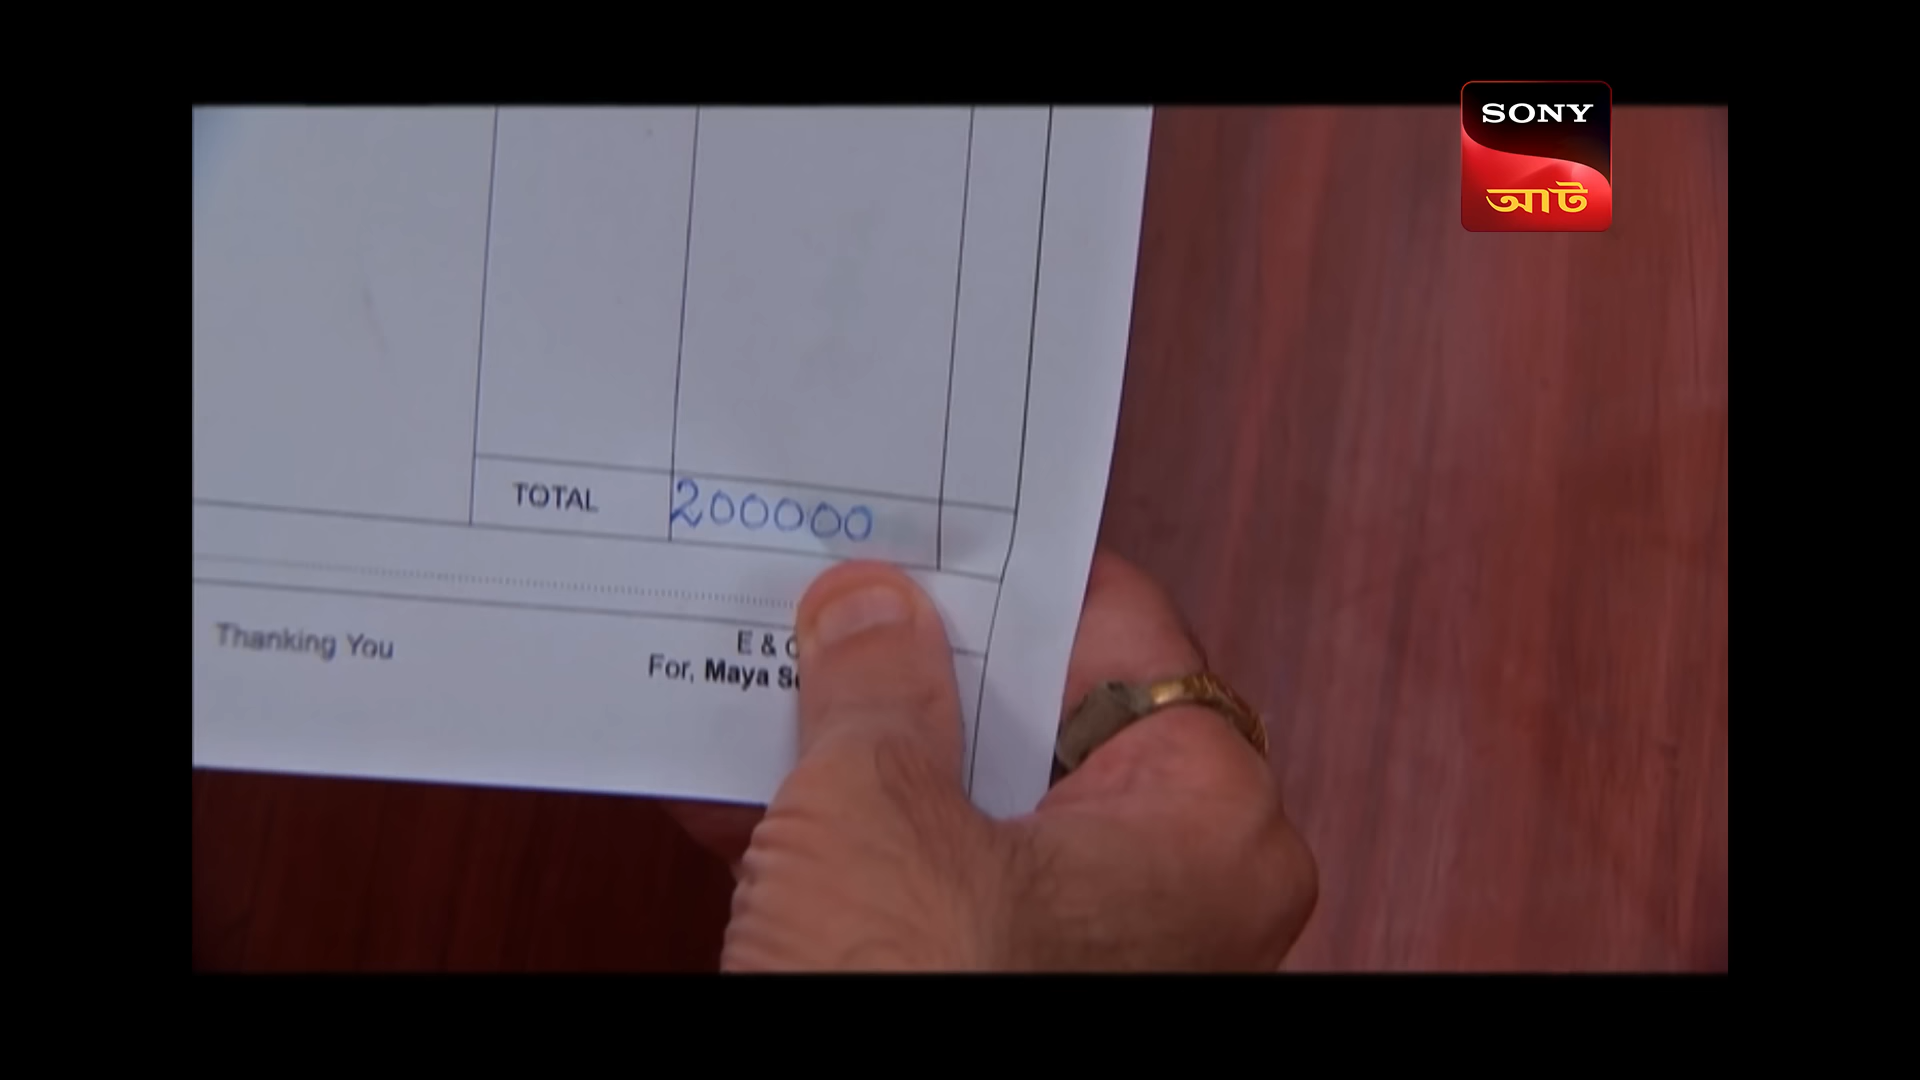 SONY
আট
TOTAL 200000
Thanking You
E &
For, Maya